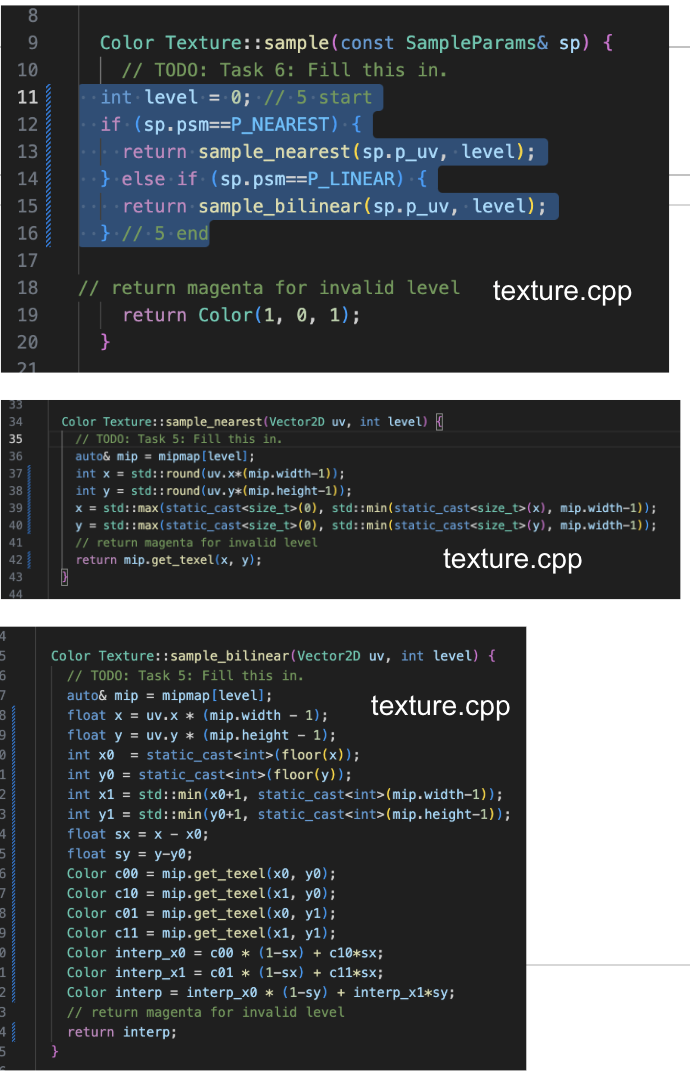 8
9 Color Texture::sample(const SampleParams& sp) {
10 // TODO: Task 6: Fill this in.
11 int level = 0; // 5 start
12 if (sp.psm==P_NEAREST) {
13 return sample_nearest(sp.p_uv, level);
14 } else if (sp.psm==P_LINEAR) {
15 return sample_bilinear(sp.p_uv, level);
16 } // 5 end
17
18 // return magenta for invalid level
texture.cpp
19 return Color(1, 0, 1);
20 }
21
33
34 Color Texture::sample_nearest(Vector2D uv, int level) {
35 // TODO: Task 5: Fill this in.
36 auto& mip = mipmap[level];
37 int x = std::round(uv.x*(mip.width-1));
38 int y = std::round(uv.y*(mip.height-1));
39 x = std::max(static_cast<size_t>(0), std::min(static_cast<size_t>(x), mip.width-1));
40 y = std::max(static_cast<size_t>(0), std::min(static_cast<size_t>(y), mip.width-1));
41 // return magenta for invalid level
42 return mip.get_texel(x, y);
texture.cpp
43 }
44
4
5 Color Texture::sample_bilinear(Vector2D uv, int level) {
6 // TODO: Task 5: Fill this in.
7 auto& mip = mipmap[level];
texture.cpp
8 float x = uv.x * (mip.width - 1);
9 float y = uv.y * (mip.height - 1);
0 int x0  = static_cast<int>(floor(x));
1 int y0 = static_cast<int>(floor(y));
2 int x1 = std::min(x0+1, static_cast<int>(mip.width-1));
3 int y1 = std::min(y0+1, static_cast<int>(mip.height-1));
4 float sx = x - x0;
5 float sy = y-y0;
6 Color c00 = mip.get_texel(x0, y0);
7 Color c10 = mip.get_texel(x1, y0);
8 Color c01 = mip.get_texel(x0, y1);
9 Color c11 = mip.get_texel(x1, y1);
0 Color interp_x0 = c00 * (1-sx) + c10*sx;
1 Color interp_x1 = c01 * (1-sx) + c11*sx;
2 Color interp = interp_x0 * (1-sy) + interp_x1*sy;
3 // return magenta for invalid level
4 return interp;
5 }